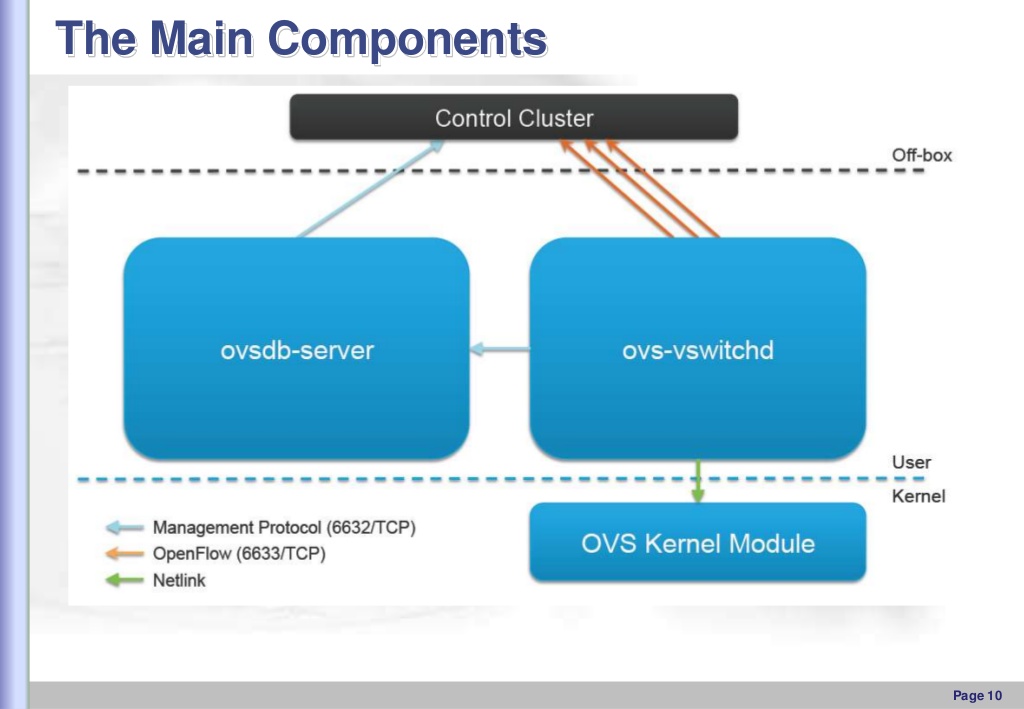 The Main Components
Control Cluster
Off-box
ovsdb-server
ovs-vswitchd
User
Kernel
Management Protocol (6632/TCP)
OpenFlow (6633/TCP)
Netlink
OVS Kernel Module
Page 10